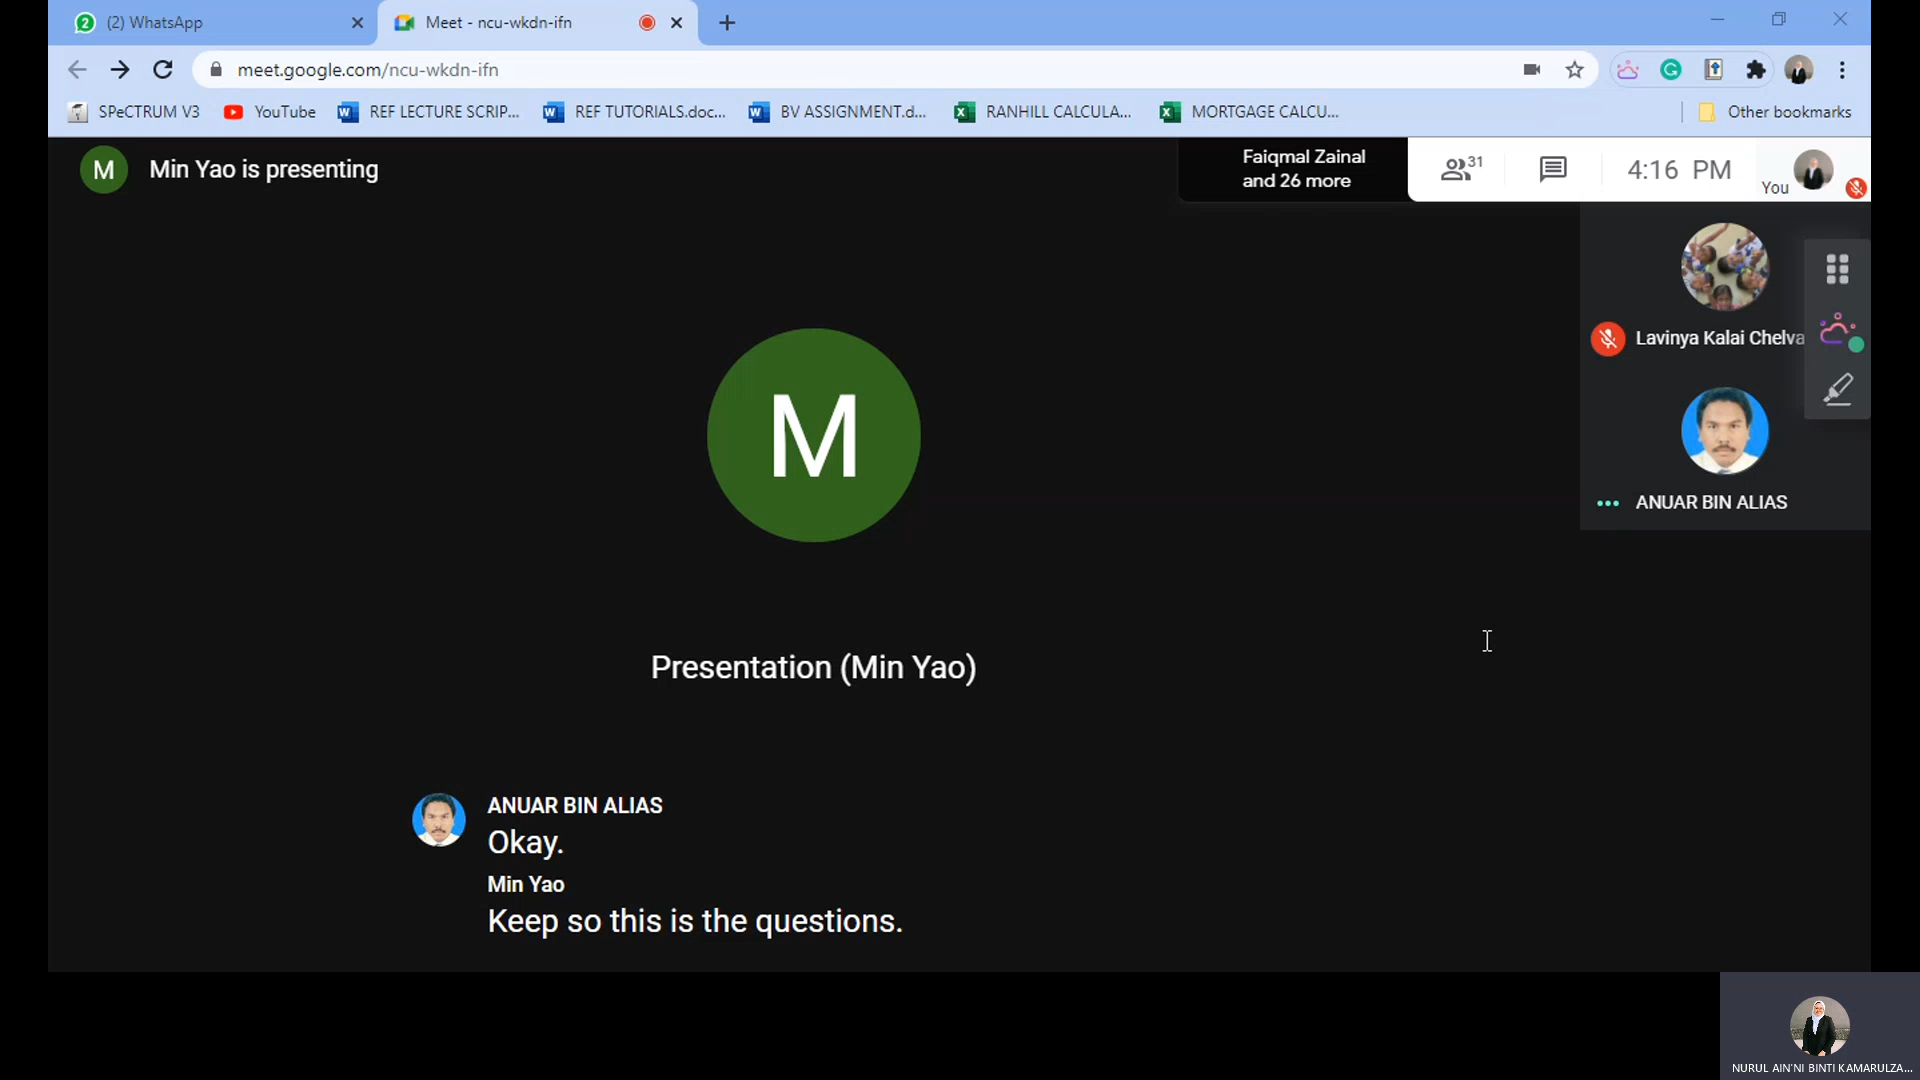 2 (2) WhatsApp
Meet - ncu-wkdn-ifn
meet.google.com/ncu-wkdn-ifn
SPeCTRUM V3 YouTube REF LECTURE SCRIP... REF TUTORIALS.doc... BV ASSIGNMENT.d... RANHILL CALCULA... MORTGAGE CALCU... Other bookmarks
M Min Yao is presenting
Faiqmal Zainal
and 26 more
31
4:16 PM
You
Lavinya Kalai Chelva
ANUAR BIN ALIAS
M
Presentation (Min Yao)
ANUAR BIN ALIAS
Okay.
Min Yao
Keep so this is the questions.
NURUL AIN'NI BINTI KAMARULZA...